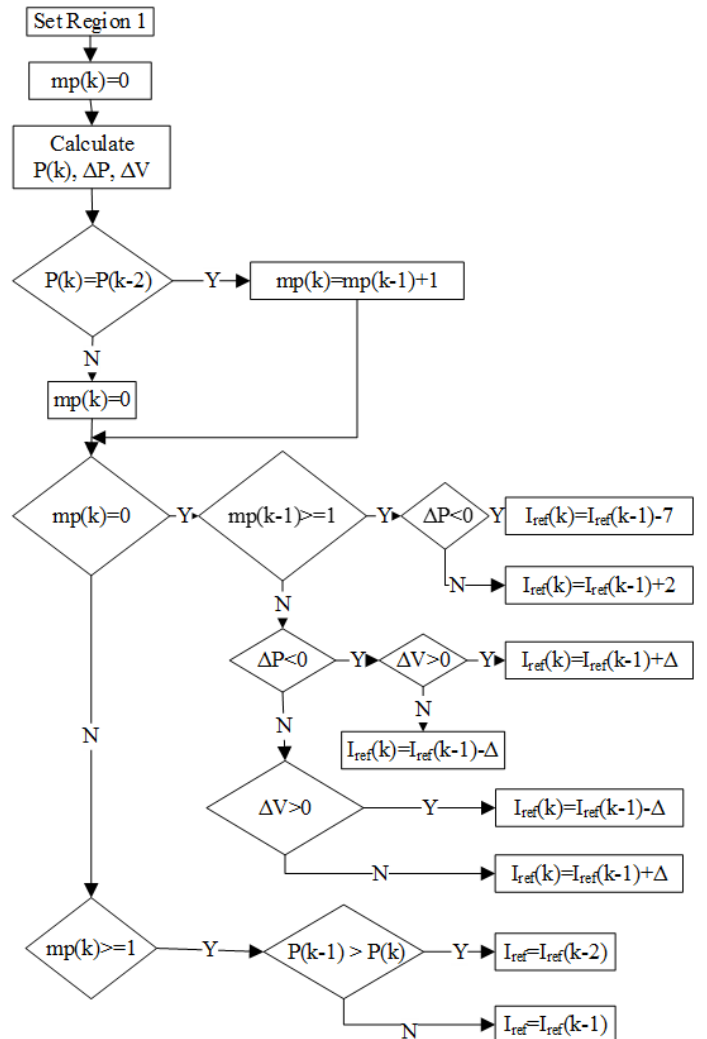 Set Region 1
mp(k)=0
Calculate
P(k), ΔP, ΔV
P(k)=P(k-2)
Y
mp(k)=mp(k-1)+1
N
mp(k)=0
mp(k)=0
Y
mp(k-1)>=1
Y
ΔP<0
Y
Iref(k)=Iref(k-1)-7
N
Iref(k)=Iref(k-1)+2
N
ΔP<0
Y
ΔV>0
Y
Iref(k)=Iref(k-1)+Δ
N
Iref(k)=Iref(k-1)-Δ
N
N
ΔV>0
Y
Iref(k)=Iref(k-1)-Δ
N
Iref(k)=Iref(k-1)+Δ
mp(k)>=1
Y
P(k-1) > P(k)
Y
Iref=Iref(k-2)
N
Iref=Iref(k-1)